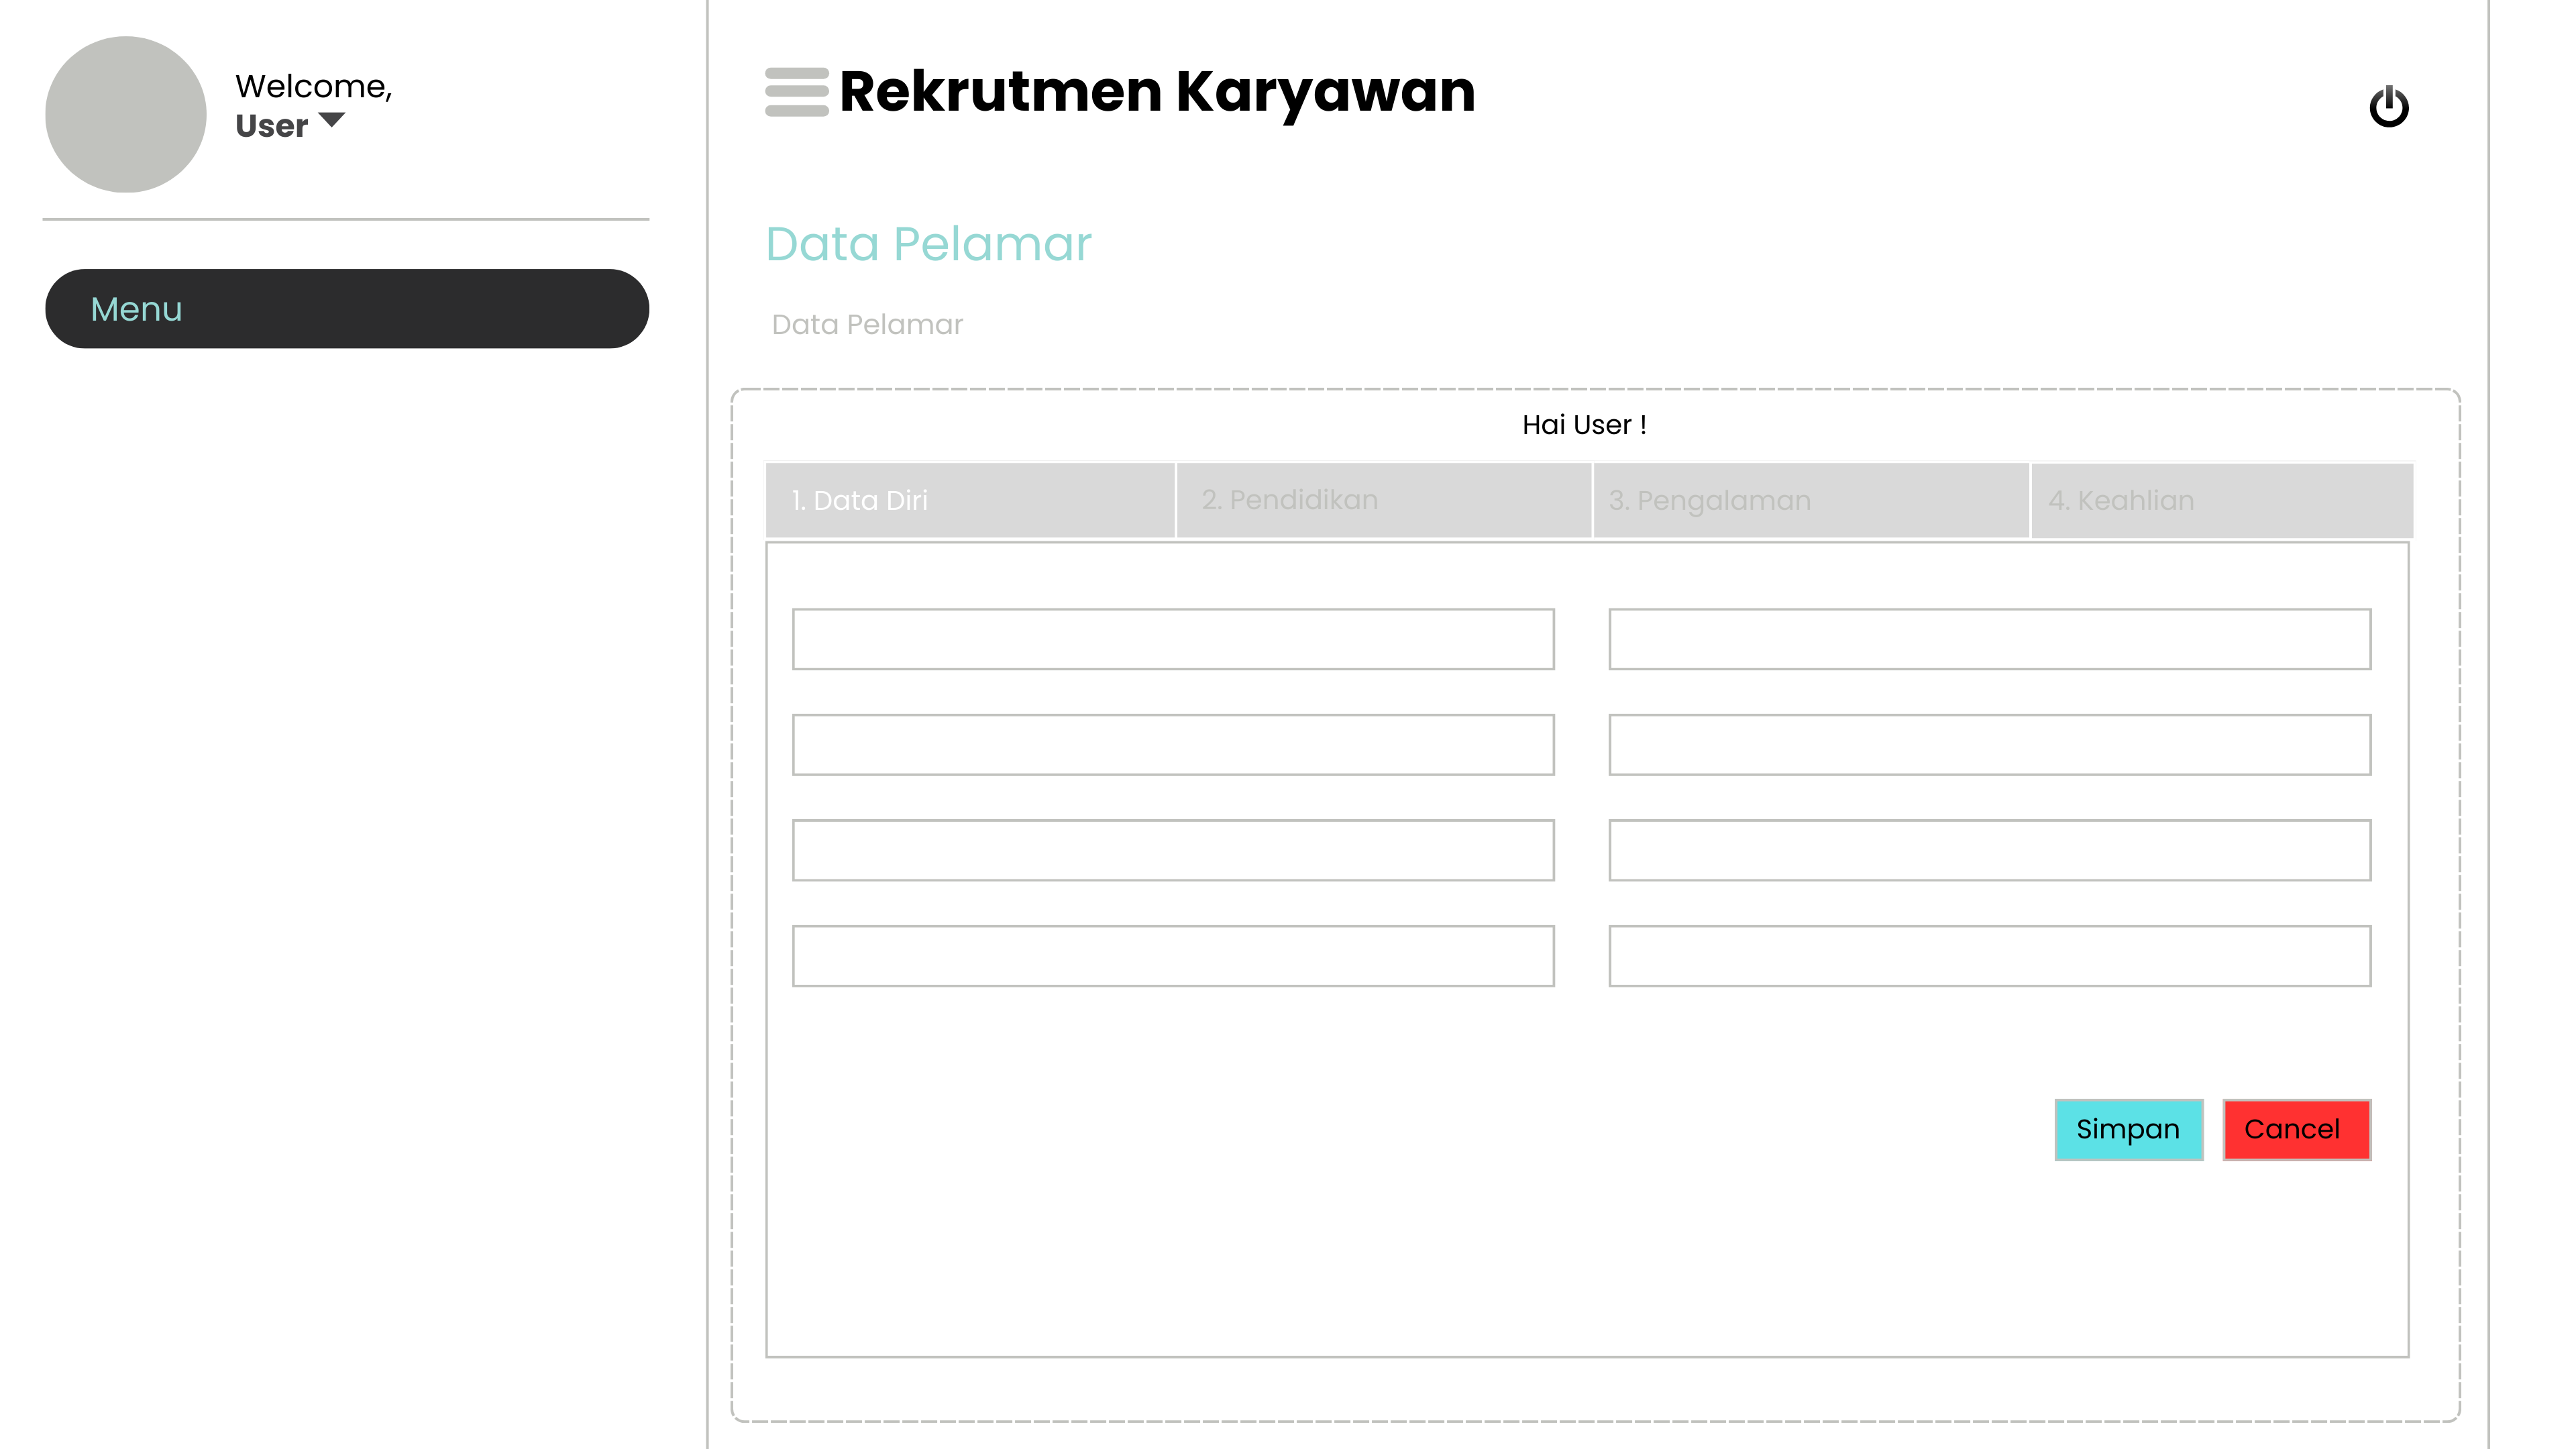 Welcome,
User
Menu
Rekrutmen Karyawan
Data Pelamar
Data Pelamar
Hai User !
1. Data Diri
2. Pendidikan
3. Pengalaman
4. Keahlian
Simpan
Cancel